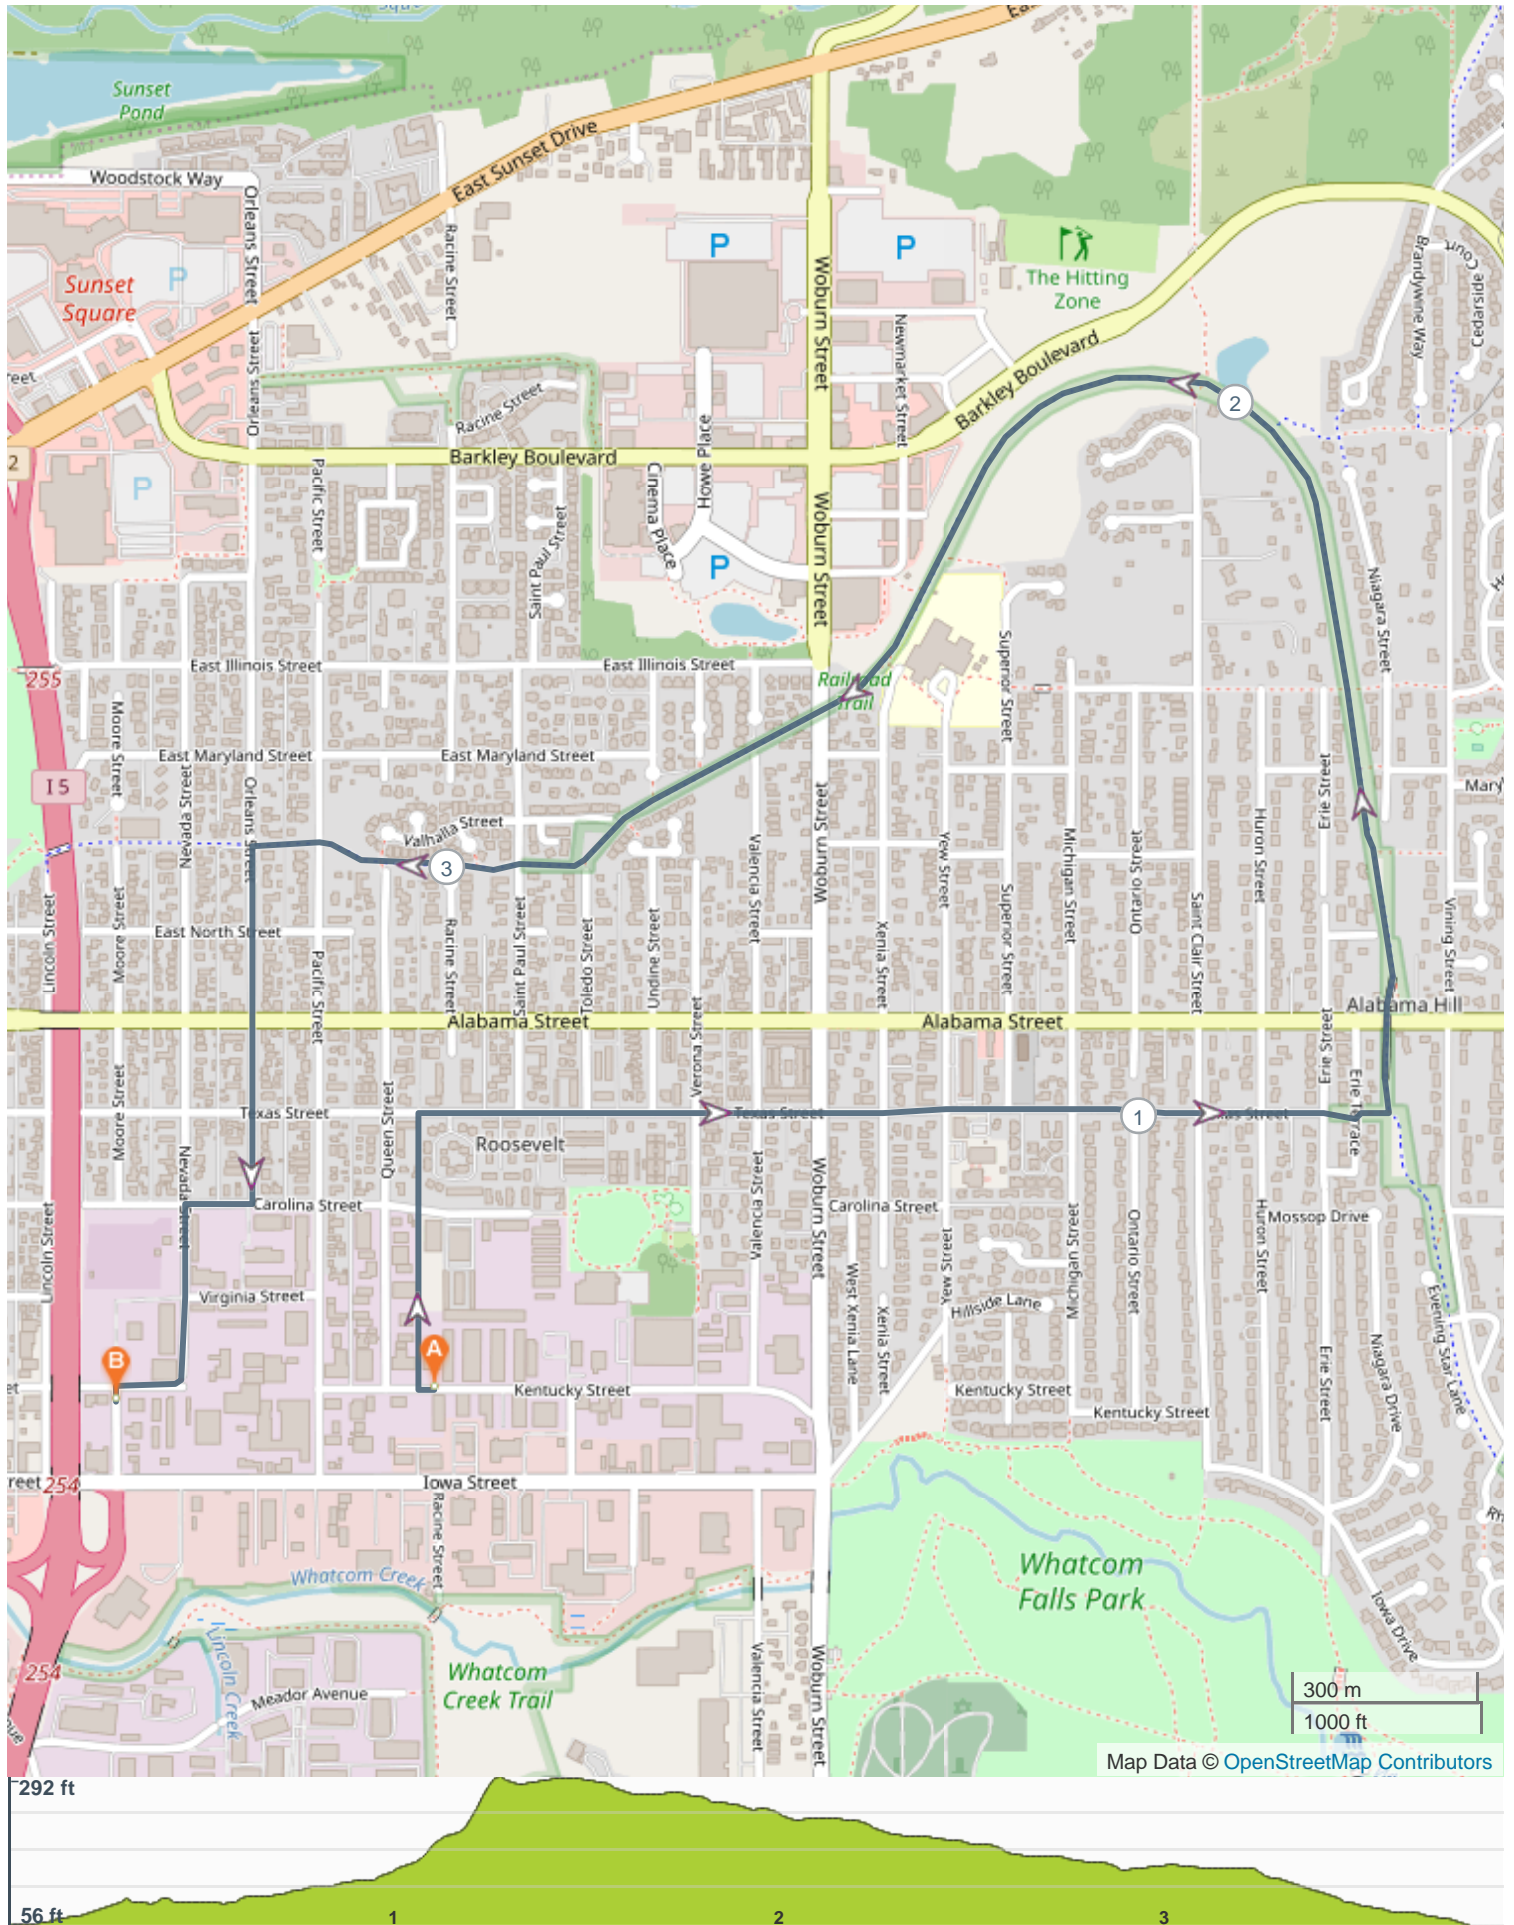 Sunset
Pond
East Sunset Drive
Woodstock Way
Orleans Street
Racine Street
P
P
P
The Hitting
Zone
Sunset
Square
Woburn Street
Newmarket Street
Brandywine Way
Cedarside Court
Orleans Street
Barkley Boulevard
Racine Street
2
2
Barkley Boulevard
Howe Place
Cinema Place
P
P
Pacific Street
Saint Paul Street
Woburn Street
Niagara Street
Superior Street
East Illinois Street
East Illinois Street
255
Railroad
Trail
Moore Street
East Maryland Street
East Maryland Street
I 5
Nevada Street
Orleans Street
Valhalla Street
3
Valencia Street
Woburn Street
Yew Street
Michigan Street
Ontario Street
Huron Street
Erie Street
Mary
Lincoln Street
Moore Street
East North Street
Pacific Street
Racine Street
Saint Paul Street
Toledo Street
Undine Street
Verona Street
Xenia Street
Superior Street
Saint Clair Street
Vining Street
Alabama Hill
Alabama Street
Alabama Street
Moore Street
Texas Street
Queen Street
Texas Street
1
Erie Street
Erie Terrace
Roosevelt
Nevada Street
Carolina Street
Valencia Street
Woburn Street
Carolina Street
Mossop Drive
Lincoln Street
Virginia Street
West Xenia Lane
Xenia Street
Yew Street
Hillside Lane
Michigan Street
Ontario Street
Huron Street
Evening Star Lane
Niagara Drive
Erie Street
B
A
Kentucky Street
Kentucky Street
Kentucky Street
254
Iowa Street
Racine Street
Whatcom Creek
Whatcom
Falls Park
Iowa Drive
254
Lincoln Creek
Whatcom
Creek Trail
Meador Avenue
Valencia Street
Woburn Street
300 m
1000 ft
Map Data © OpenStreetMap Contributors
292 ft
56 ft
1
2
3